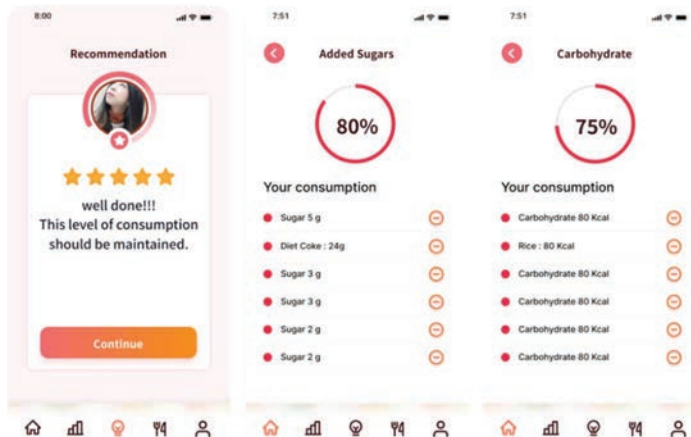 8:00
Recommendation
well done!!!
This level of consumption
should be maintained.
Continue
7:51
Added Sugars
80%
Your consumption
Sugar 5 g
Diet Coke : 24g
Sugar 3 g
Sugar 3 g
Sugar 2 g
Sugar 2 g
7:51
Carbohydrate
75%
Your consumption
Carbohydrate 80 Kcal
Rice : 80 Kcal
Carbohydrate 80 Kcal
Carbohydrate 80 Kcal
Carbohydrate 80 Kcal
Carbohydrate 80 Kcal